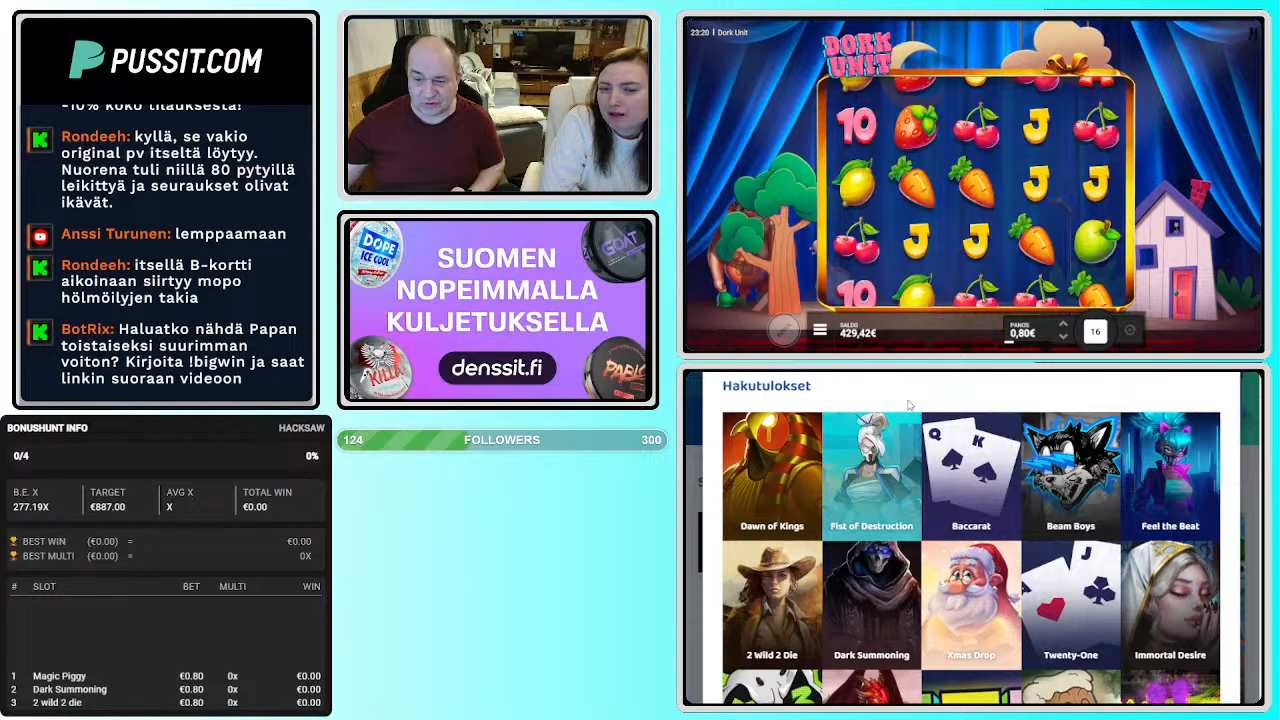 PUSSIT.COM
-10% koko tilauksesta!
Rondeeh: kyllä, se vakio
original pv itseltä löytyy.
Nuorena tuli niillä 80 pytyillä
leikittyä ja seuraukset olivat
ikävät.
Anssi Turunen: lemppaamaan
Rondeeh: itsellä B-kortti
aikoinaan siirtyy mopo
hölmöilyjen takia
BotRix: Haluatko nähdä Papan
toistaiseksi suurimman
voiton? Kirjoita !bigwin ja saat
linkin suoraan videoon
SUOMEN
NOPEIMMALLA
KULJETUKSELLA
denssit.fi
DOPE
ICE COOL
GOAT
KILLA
PABLO
124 FOLLOWERS 300
BONUSHUNT INFO HACKSAW
0/4 0%
B.E. X TARGET AVG X TOTAL WIN
277.19X €887.00 X €0.00
BEST WIN (€0.00) = €0.00
BEST MULTI (€0.00) = 0X
# SLOT BET MULTI WIN
1 Magic Piggy €0.80 0x €0.00
2 Dark Summoning €0.80 0x €0.00
3 2 wild 2 die €0.80 0x €0.00
23:20 | Dork Unit
DORK
UNIT
10 J
J J
J J
10
SALDO
429,42€
PANOS
0,80€
16
Hakutulokset
Q K
Dawn of Kings Fist of Destruction Baccarat Beam Boys Feel the Beat
J
2 Wild 2 Die Dark Summoning Xmas Drop Twenty-One Immortal Desire